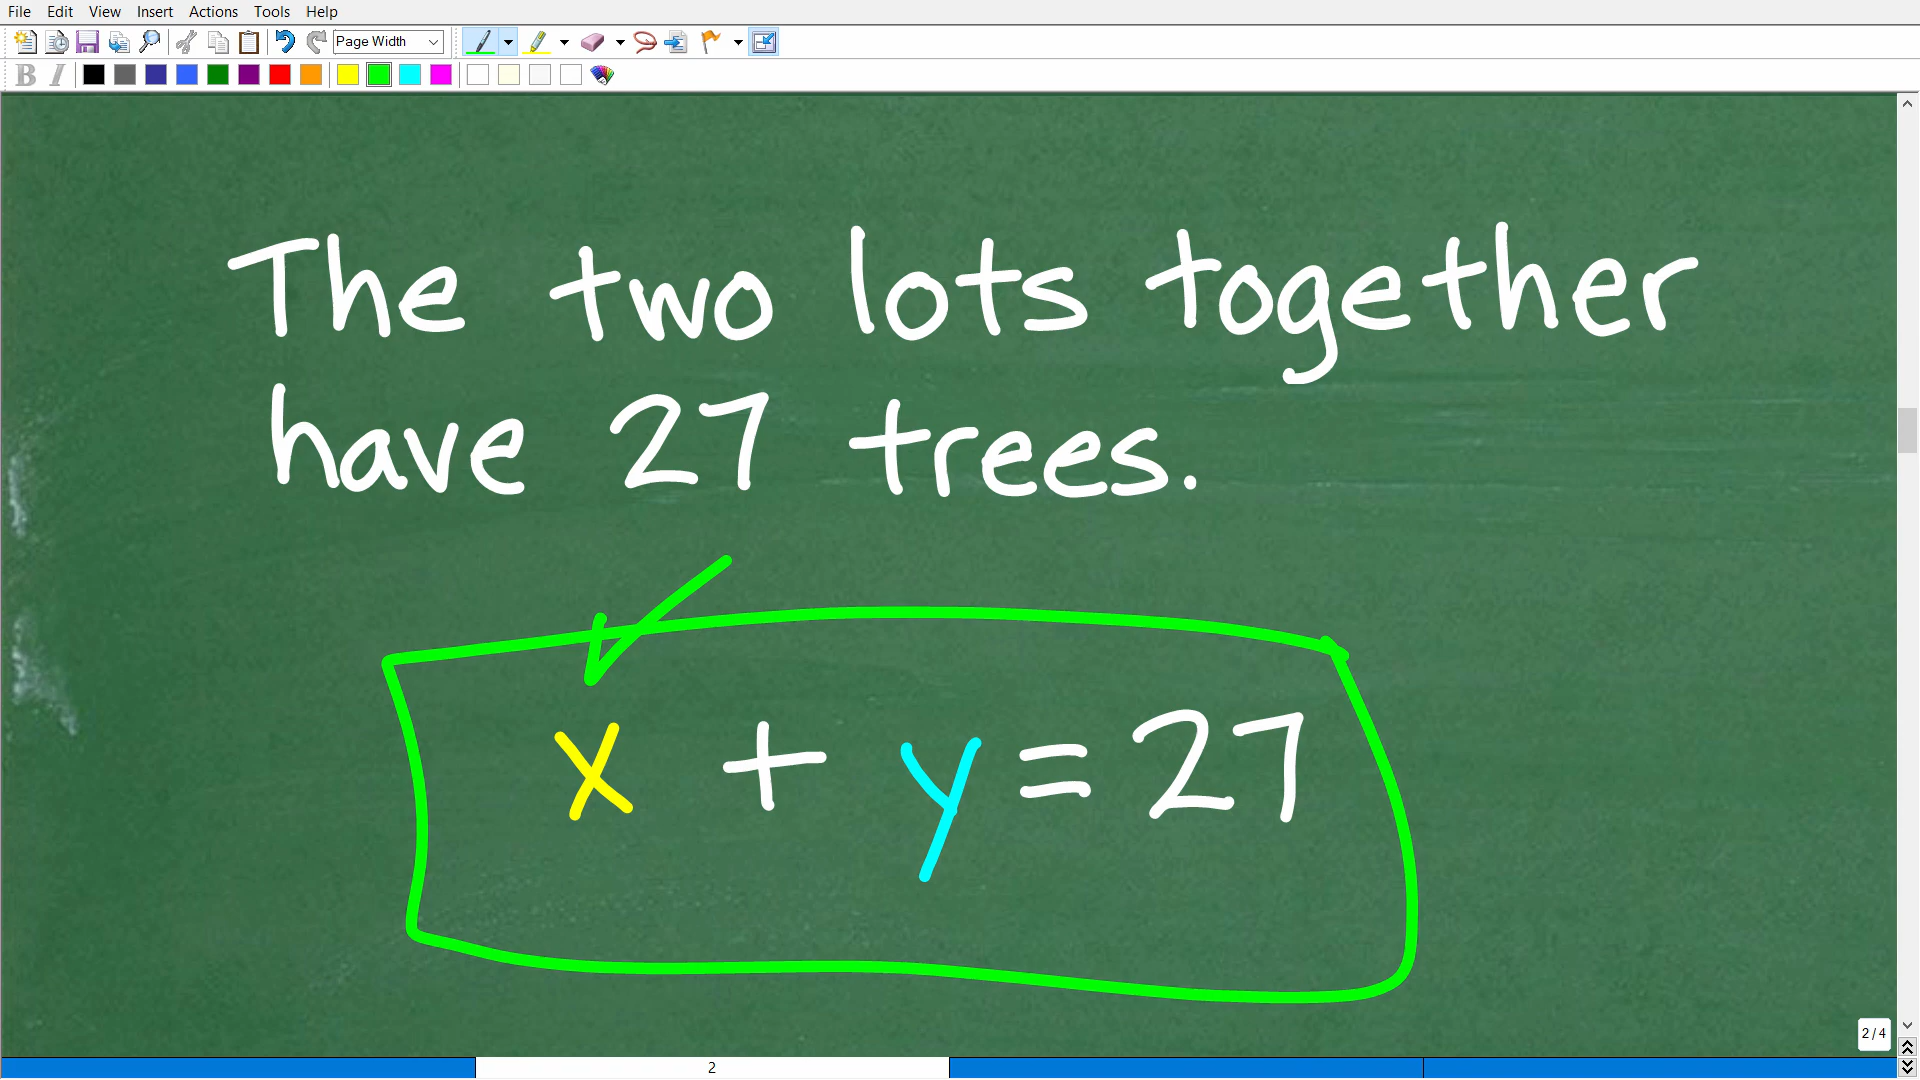 File Edit View Insert Actions Tools Help
Page Width
B I
The two lots together
have 27 trees.
x + y = 27
2 / 4
2